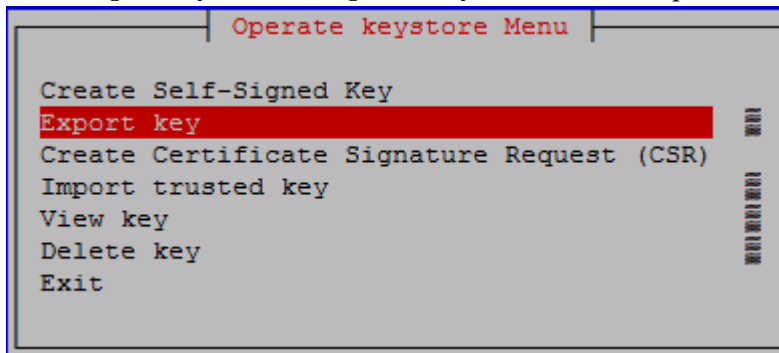 Operate keystore Menu
Create Self-Signed Key
Export key
Create Certificate Signature Request (CSR)
Import trusted key
View key
Delete key
Exit